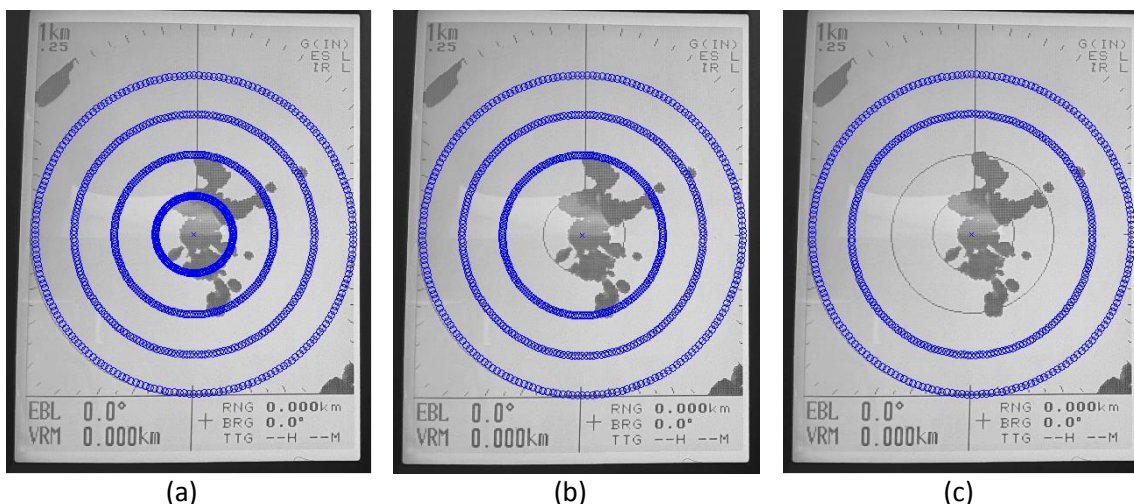 1km
.25
G(IN)
ES L
IR L
EBL 0.0°
VRM 0.000km
RNG 0.000km
BRG 0.0°
TTG --H --M
(a)
1km
.25
G(IN)
ES L
IR L
EBL 0.0°
VRM 0.000km
RNG 0.000km
BRG 0.0°
TTG --H --M
(b)
1km
.25
G(IN)
ES L
IR L
EBL 0.0°
VRM 0.000km
RNG 0.000km
BRG 0.0°
TTG --H --M
(c)